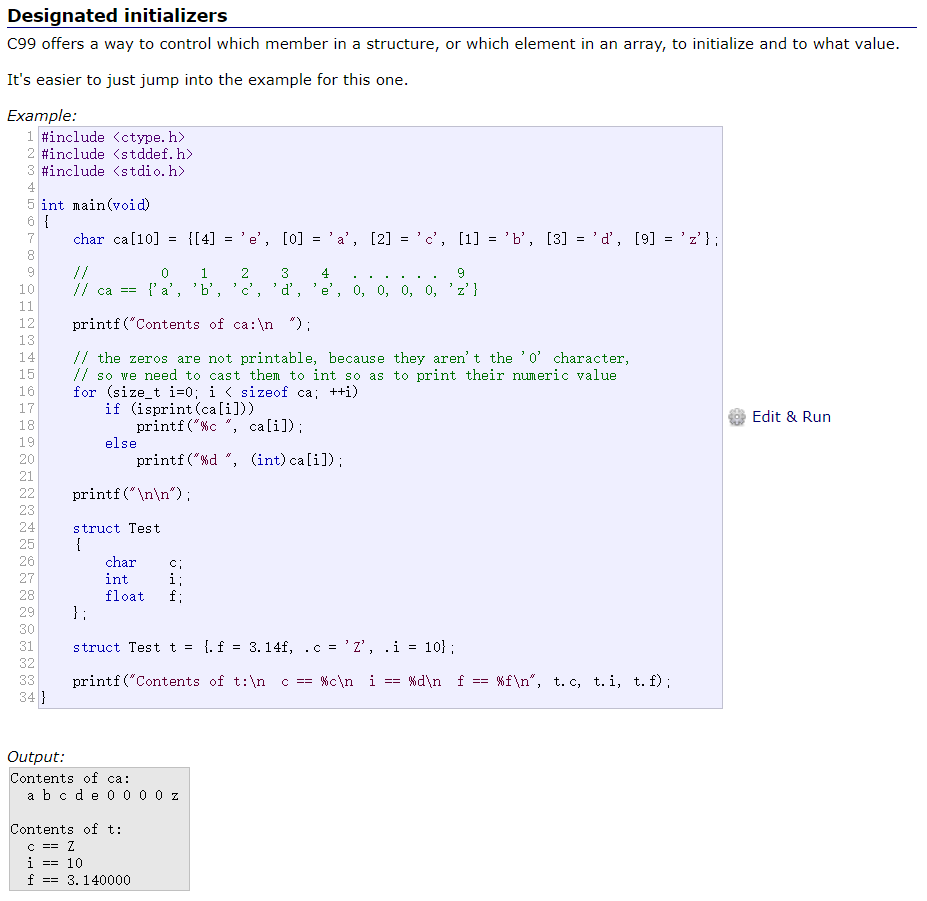 Designated initializers
C99 offers a way to control which member in a structure, or which element in an array, to initialize and to what value.
It's easier to just jump into the example for this one.
Example:
1 #include <ctype.h>
2 #include <stddef.h>
3 #include <stdio.h>
4
5 int main(void)
6 {
7     char ca[10] = {[4] = 'e', [0] = 'a', [2] = 'c', [1] = 'b', [3] = 'd', [9] = 'z'};
8
9     //         0    1    2    3    4   . . . . . .  9
10     // ca == {'a', 'b', 'c', 'd', 'e', 0, 0, 0, 0, 'z'}
11
12     printf("Contents of ca:\n  ");
13
14     // the zeros are not printable, because they aren't the '0' character,
15     // so we need to cast them to int so as to print their numeric value
16     for (size_t i=0; i < sizeof ca; ++i)
17         if (isprint(ca[i]))
18             printf("%c ", ca[i]);
19         else
20             printf("%d ", (int)ca[i]);
21
22     printf("\n\n");
23
24     struct Test
25     {
26         char    c;
27         int     i;
28         float   f;
29     };
30
31     struct Test t = {.f = 3.14f, .c = 'Z', .i = 10};
32
33     printf("Contents of t:\n  c == %c\n  i == %d\n  f == %f\n", t.c, t.i, t.f);
34 }
Edit & Run
Output:
Contents of ca:
  a b c d e 0 0 0 0 z
Contents of t:
  c == Z
  i == 10
  f == 3.140000